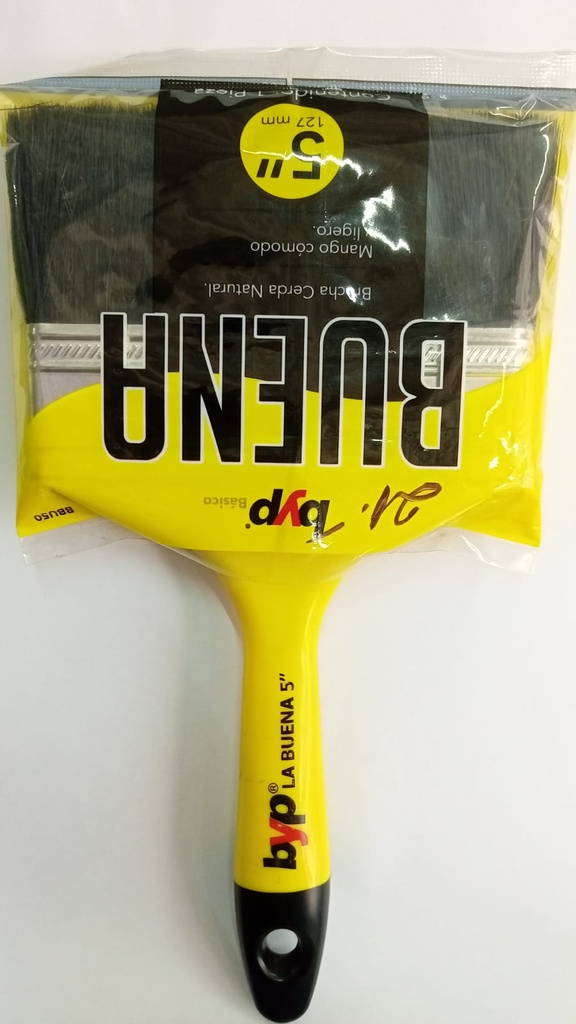 byp® Básico
BBU50
BUENA
Brocha Cerda Natural.
Mango cómodo
y ligero.
5"
127 mm
Contenido: 1 Pieza
byp® LA BUENA 5"